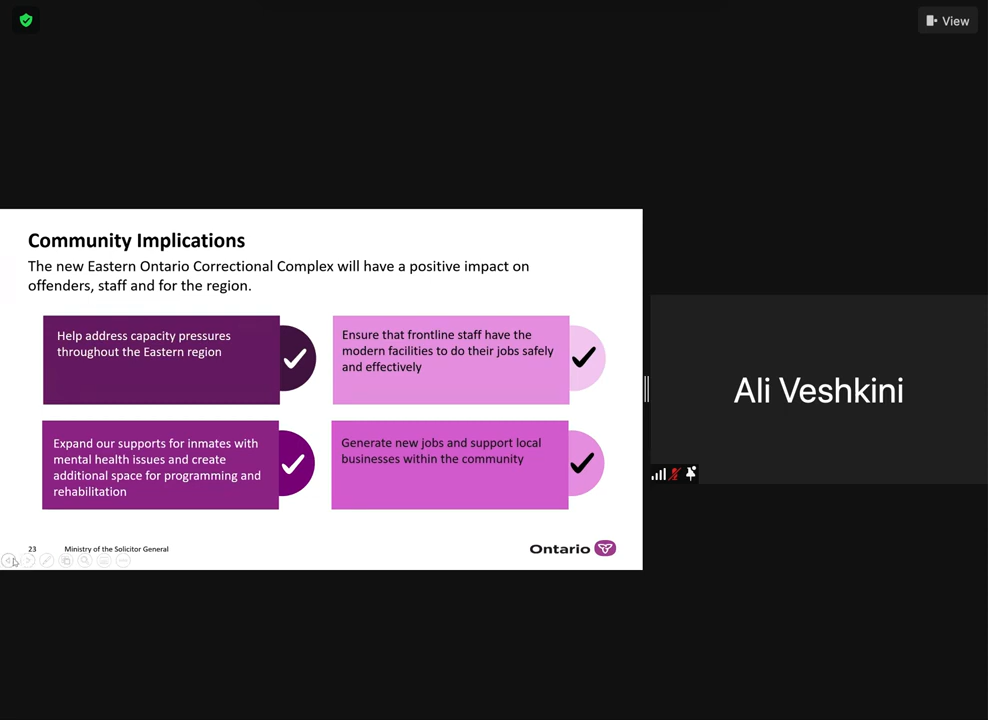 View
Community Implications
The new Eastern Ontario Correctional Complex will have a positive impact on
offenders, staff and for the region.
Help address capacity pressures
throughout the Eastern region
Ensure that frontline staff have the
modern facilities to do their jobs safely
and effectively
Expand our supports for inmates with
mental health issues and create
additional space for programming and
rehabilitation
Generate new jobs and support local
businesses within the community
23 Ministry of the Solicitor General
Ontario
Ali Veshkini